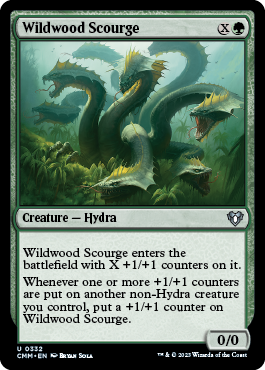 Wildwood Scourge X
Creature — Hydra
Wildwood Scourge enters the
battlefield with X +1/+1 counters on it.
Whenever one or more +1/+1 counters
are put on another non-Hydra creature
you control, put a +1/+1 counter on
Wildwood Scourge.
0/0
U 0332
CMM • EN Bryan Sola
™ & © 2023 Wizards of the Coast